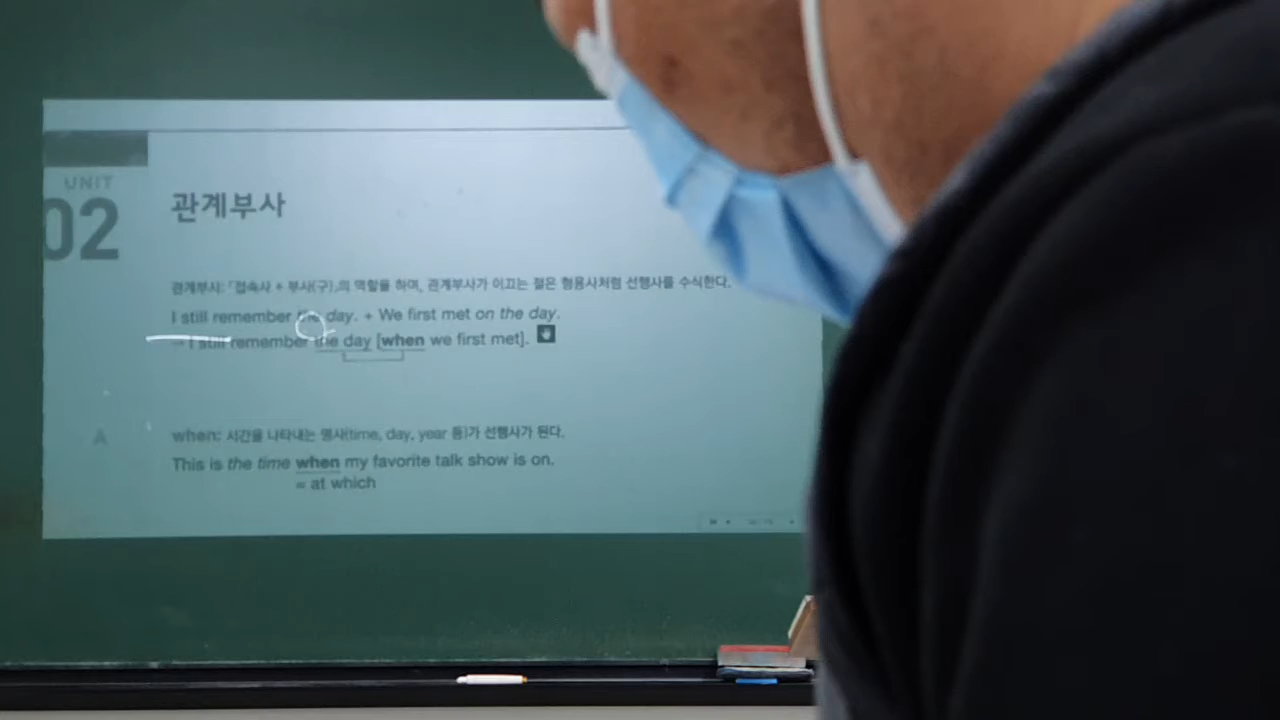 UNIT
02
관계부사
관계부사: 「접속사 + 부사(구)」의 역할을 하며, 관계부사가 이끄는 절은 형용사처럼 선행사를 수식한다.
I still remember the day. + We first met on the day.
→ I still remember the day [when we first met].
A
when: 시간을 나타내는 명사(time, day, year 등)가 선행사가 된다.
This is the time when my favorite talk show is on.
= at which